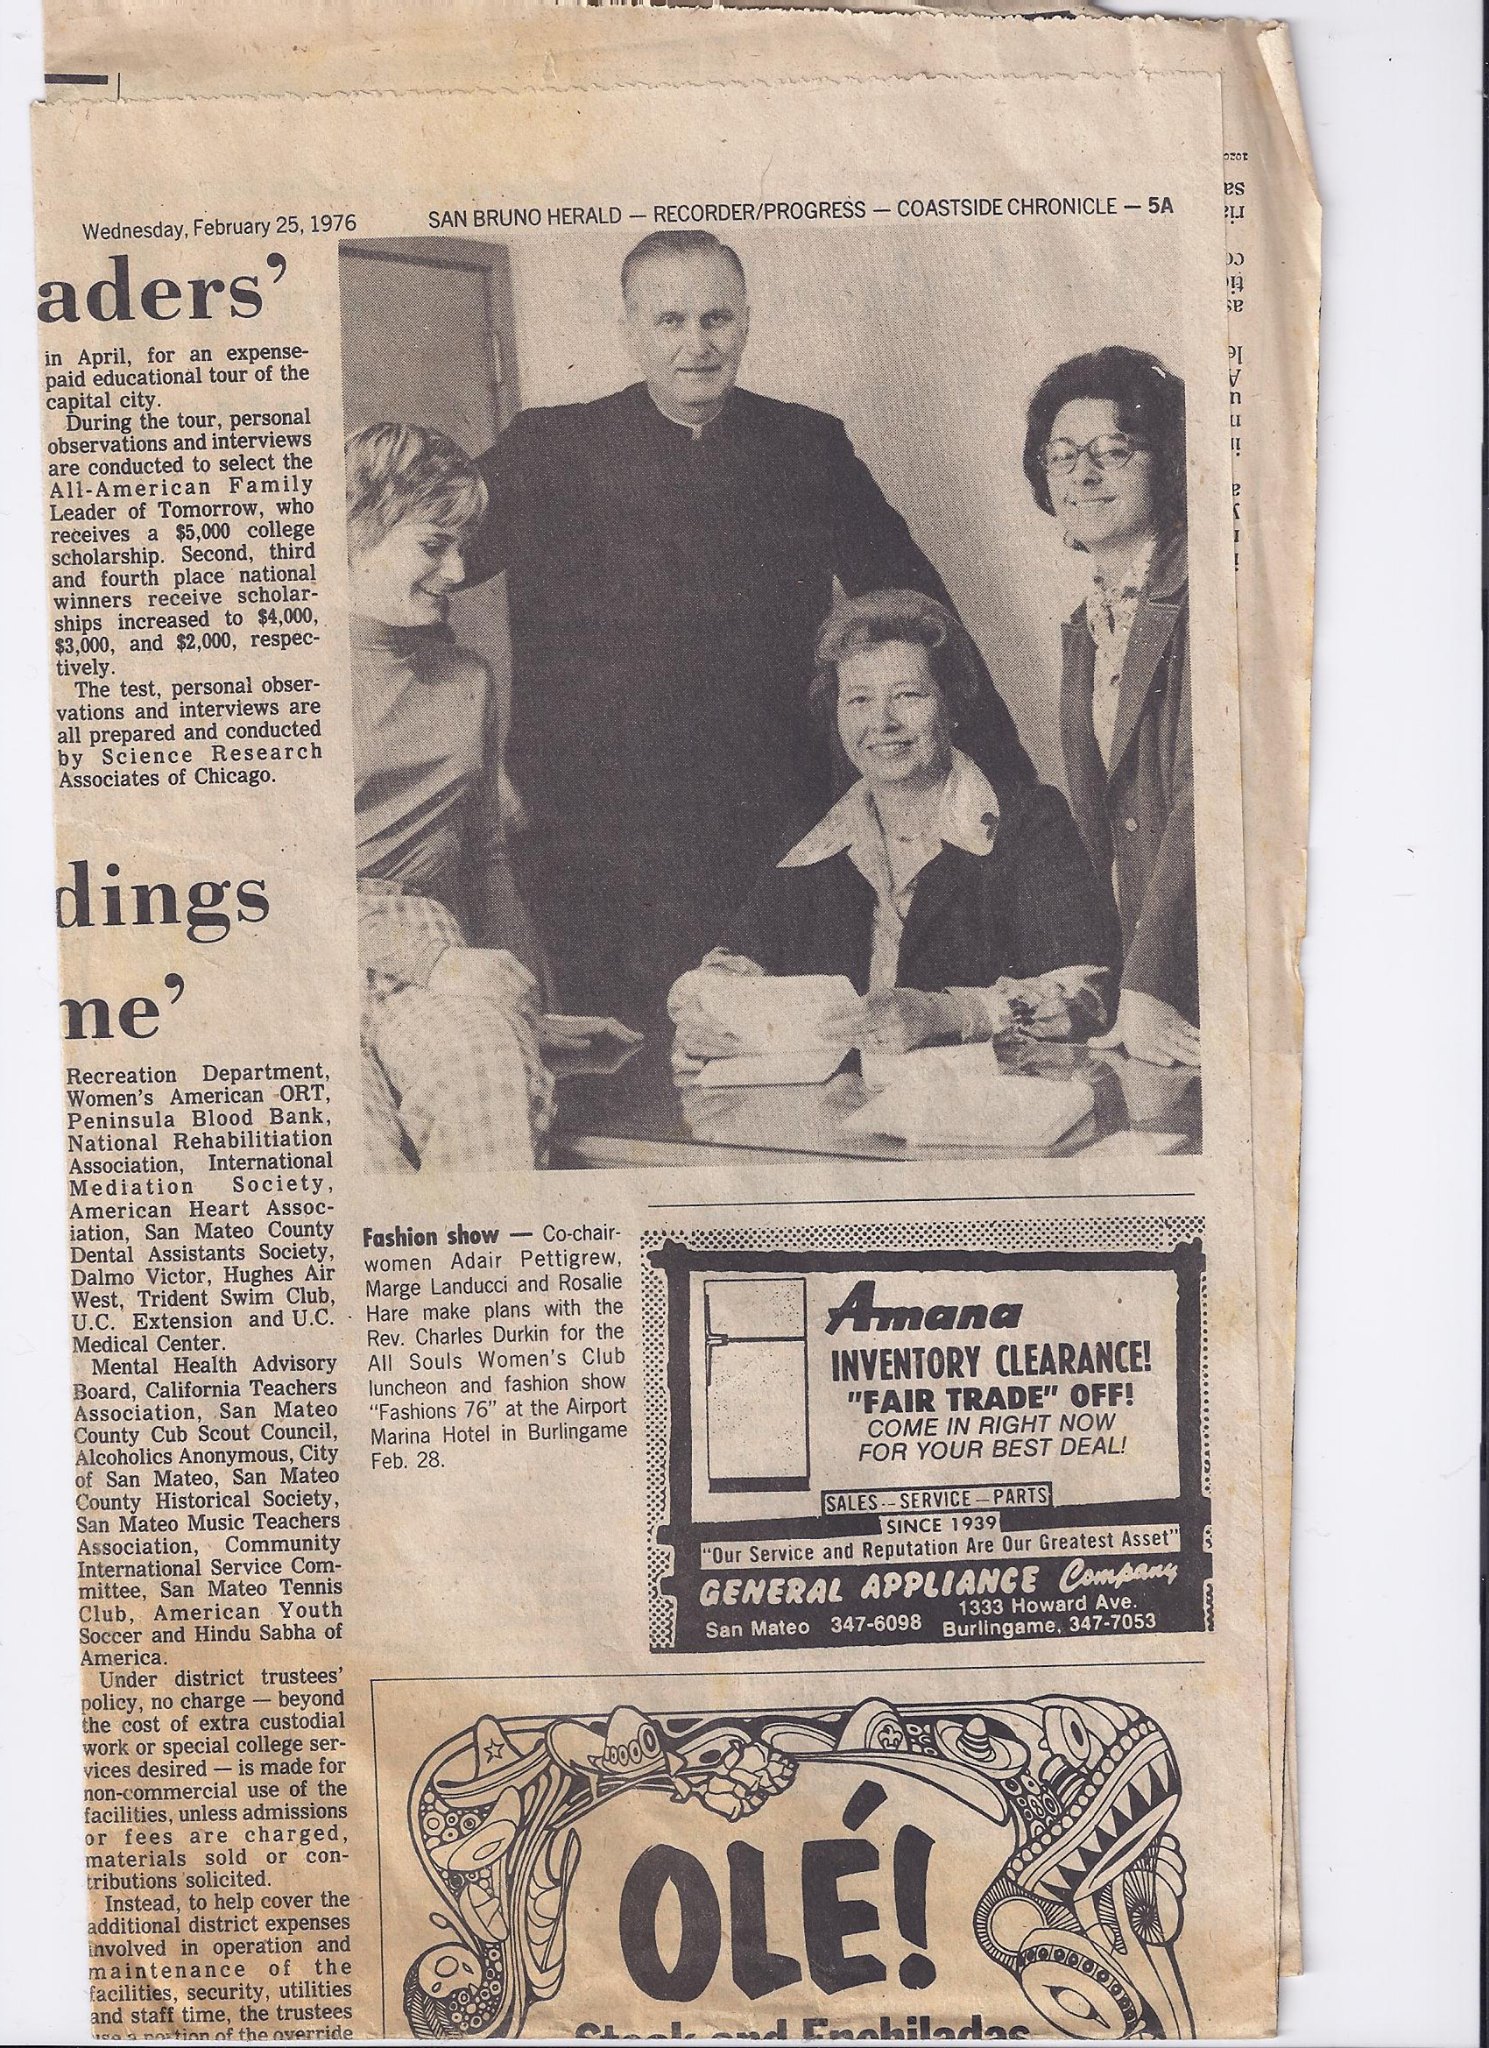 Wednesday, February 25, 1976
SAN BRUNO HERALD — RECORDER/PROGRESS — COASTSIDE CHRONICLE — 5A
aders'
in April, for an expense-
paid educational tour of the
capital city.
During the tour, personal
observations and interviews
are conducted to select the
All-American Family
Leader of Tomorrow, who
receives a $5,000 college
scholarship. Second, third
and fourth place national
winners receive scholar-
ships increased to $4,000,
$3,000, and $2,000, respec-
tively.
The test, personal obser-
vations and interviews are
all prepared and conducted
by Science Research
Associates of Chicago.
dings
me'
Recreation Department,
Women's American ORT,
Peninsula Blood Bank,
National Rehabilitiation
Association, International
Mediation Society,
American Heart Assoc-
iation, San Mateo County
Dental Assistants Society,
Dalmo Victor, Hughes Air
West, Trident Swim Club,
U.C. Extension and U.C.
Medical Center.
Mental Health Advisory
Board, California Teachers
Association, San Mateo
County Cub Scout Council,
Alcoholics Anonymous, City
of San Mateo, San Mateo
County Historical Society,
San Mateo Music Teachers
Association, Community
International Service Com-
mittee, San Mateo Tennis
Club, American Youth
Soccer and Hindu Sabha of
America.
Under district trustees'
policy, no charge — beyond
the cost of extra custodial
work or special college ser-
vices desired — is made for
non-commercial use of the
facilities, unless admissions
or fees are charged,
materials sold or con-
tributions solicited.
Instead, to help cover the
additional district expenses
involved in operation and
maintenance of the
facilities, security, utilities
and staff time, the trustees
use a portion of the override
Fashion show — Co-chair-
women Adair Pettigrew,
Marge Landucci and Rosalie
Hare make plans with the
Rev. Charles Durkin for the
All Souls Women's Club
luncheon and fashion show
"Fashions 76" at the Airport
Marina Hotel in Burlingame
Feb. 28.
Amana
INVENTORY CLEARANCE!
"FAIR TRADE" OFF!
COME IN RIGHT NOW
FOR YOUR BEST DEAL!
SALES--SERVICE--PARTS
SINCE 1939
"Our Service and Reputation Are Our Greatest Asset"
GENERAL APPLIANCE Company
San Mateo 347-6098
1333 Howard Ave.
Burlingame, 347-7053
OLÉ!
Steak and Enchiladas